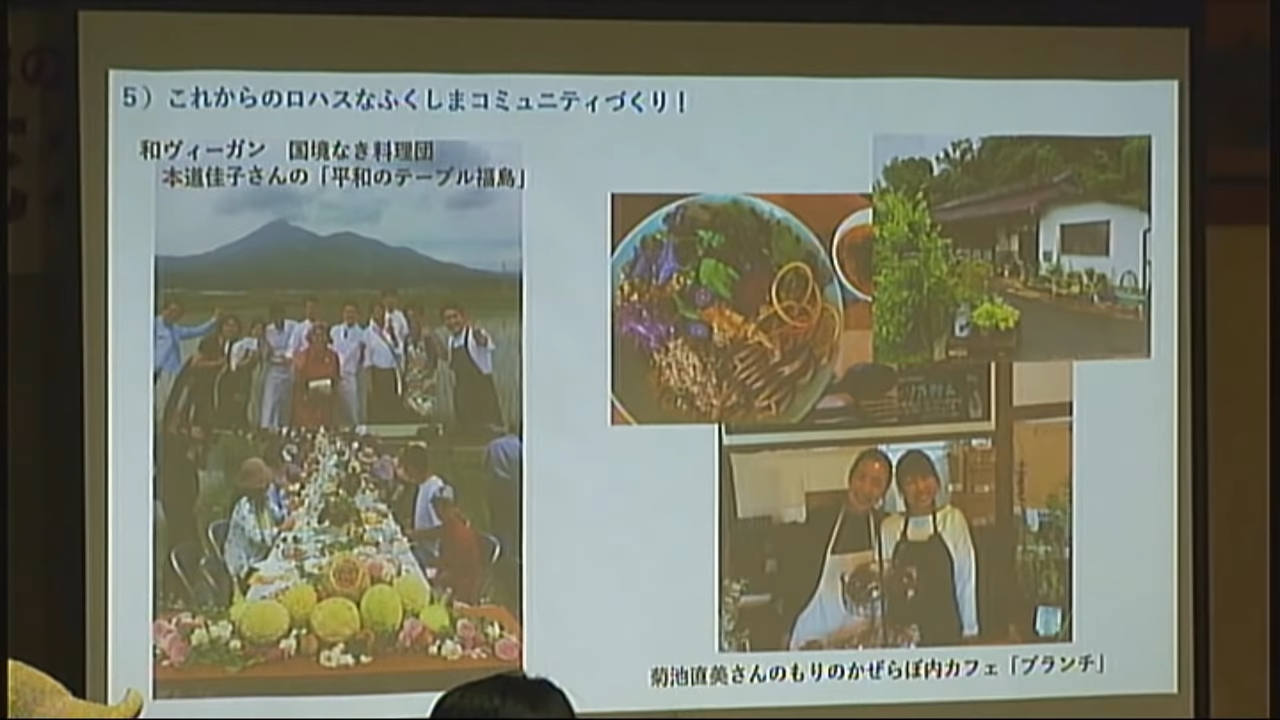 5）これからのロハスなふくしまコミュニティづくり！
和ヴィーガン　国境なき料理団
本道佳子さんの「平和のテーブル福島」
菊池直美さんのもりのかぜらぼ内カフェ「ブランチ」